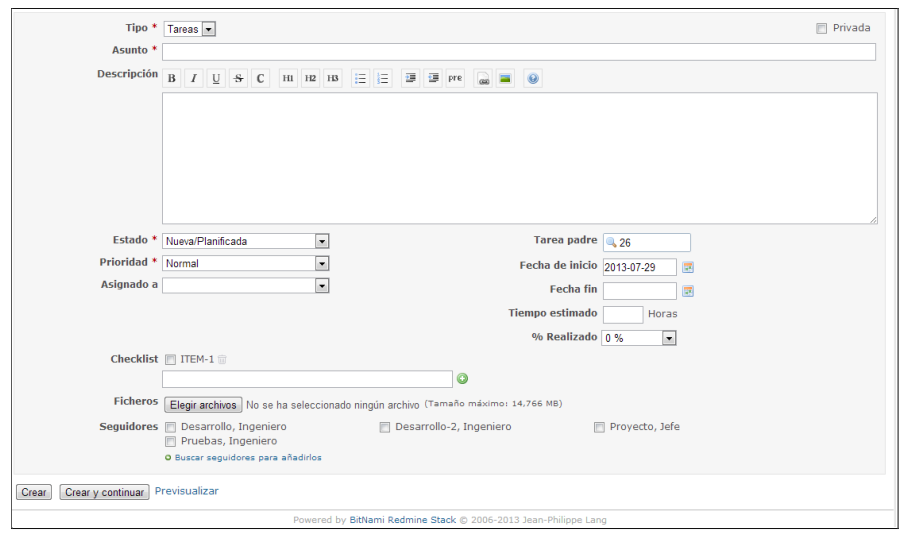 Tipo * Tareas Privada
Asunto *
Descripción B I U S C H1 H2 H3 pre
Estado * Nueva/Planificada Tarea padre 26
Prioridad * Normal Fecha de inicio 2013-07-29
Asignado a Fecha fin
Tiempo estimado Horas
% Realizado 0 %
Checklist ITEM-1
Ficheros Elegir archivos No se ha seleccionado ningún archivo (Tamaño máximo: 14,766 MB)
Seguidores Desarrollo, Ingeniero Desarrollo-2, Ingeniero Proyecto, Jefe
Pruebas, Ingeniero
Buscar seguidores para añadirlos
Crear Crear y continuar Previsualizar
Powered by BitNami Redmine Stack © 2006-2013 Jean-Philippe Lang